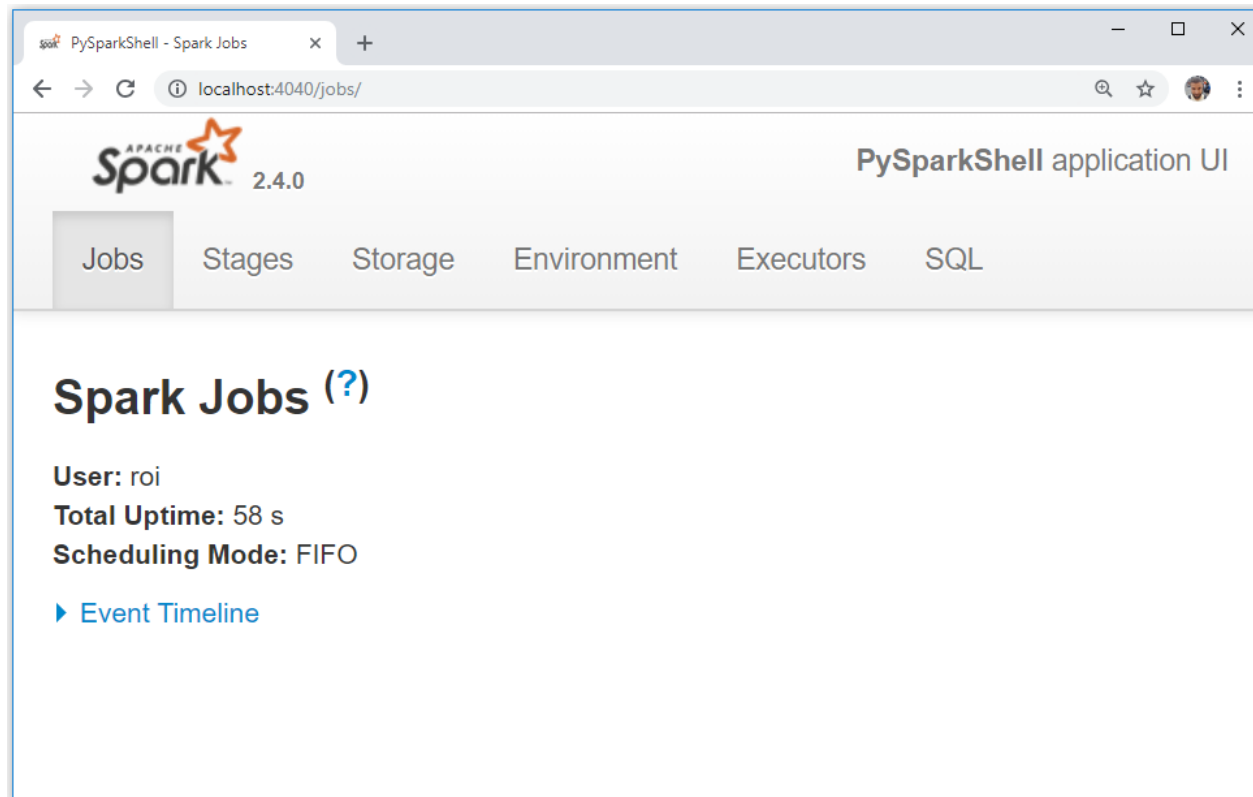 PySparkShell - Spark Jobs
localhost:4040/jobs/
APACHE
Spark 2.4.0
PySparkShell application UI
Jobs Stages Storage Environment Executors SQL
Spark Jobs (?)
User: roi
Total Uptime: 58 s
Scheduling Mode: FIFO
Event Timeline